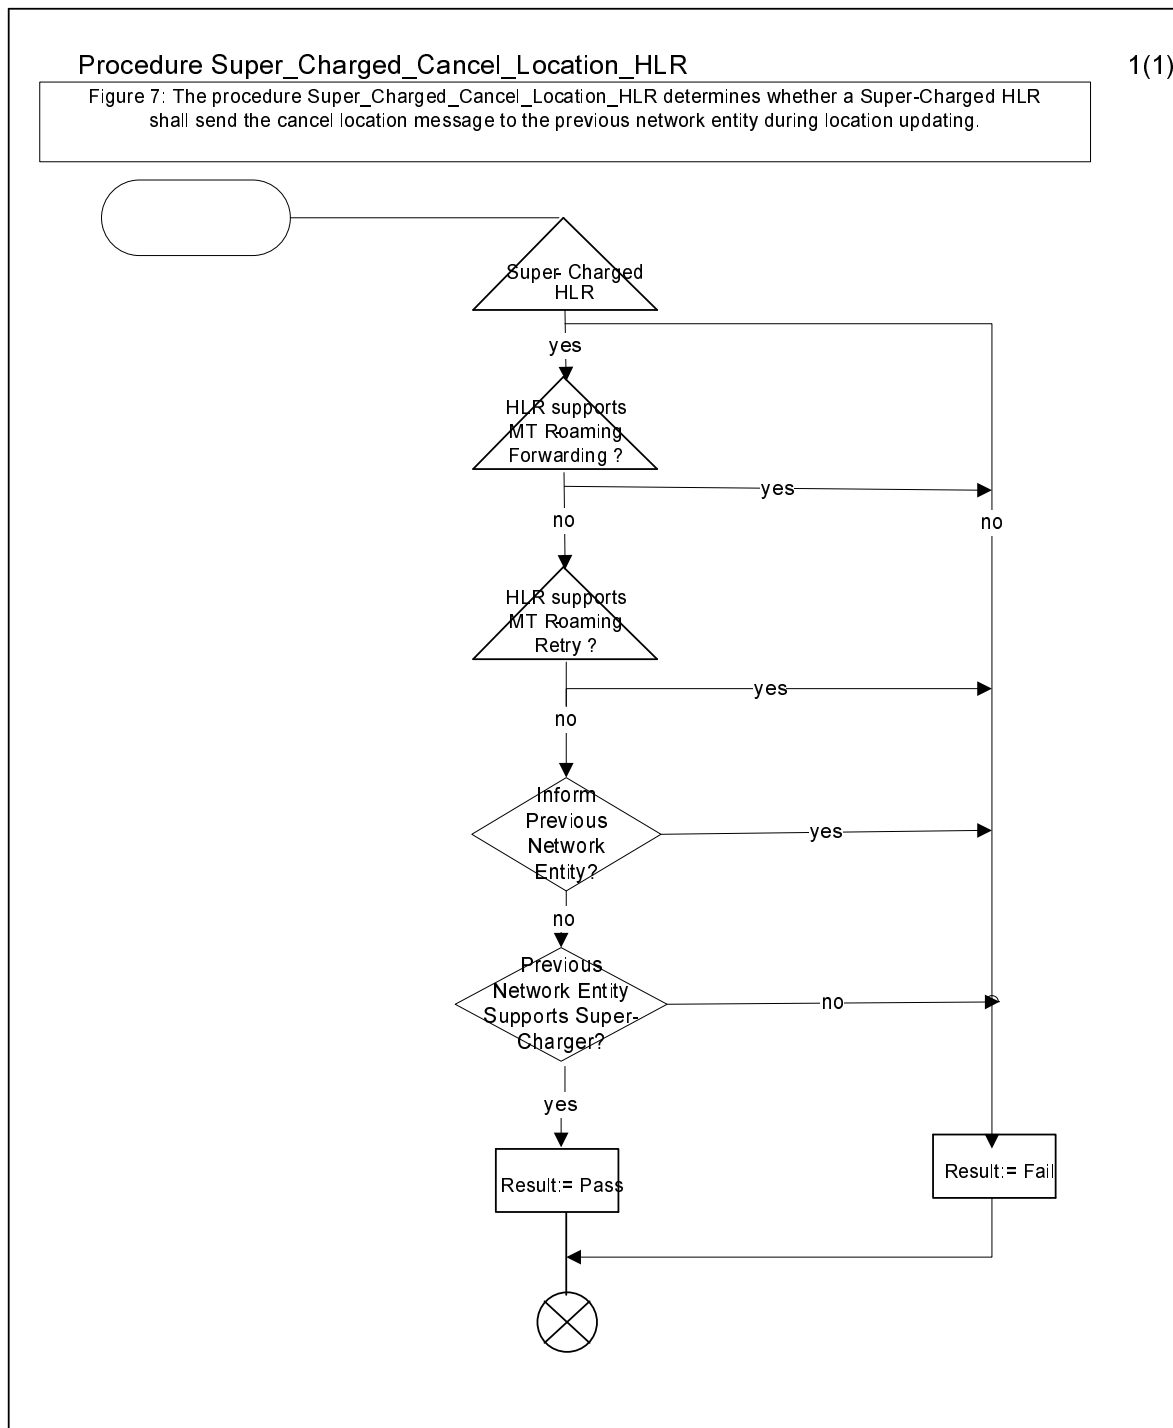 Procedure Super_Charged_Cancel_Location_HLR
1(1)
Figure 7: The procedure Super_Charged_Cancel_Location_HLR determines whether a Super-Charged HLR
shall send the cancel location message to the previous network entity during location updating.
Super- Charged
HLR
yes
HLR supports
MT Roaming
Forwarding ?
yes
no
no
HLR supports
MT Roaming
Retry ?
yes
no
Inform
Previous
Network
Entity?
yes
no
Previous
Network Entity
Supports Super-
Charger?
no
yes
Result:= Pass
Result:= Fail